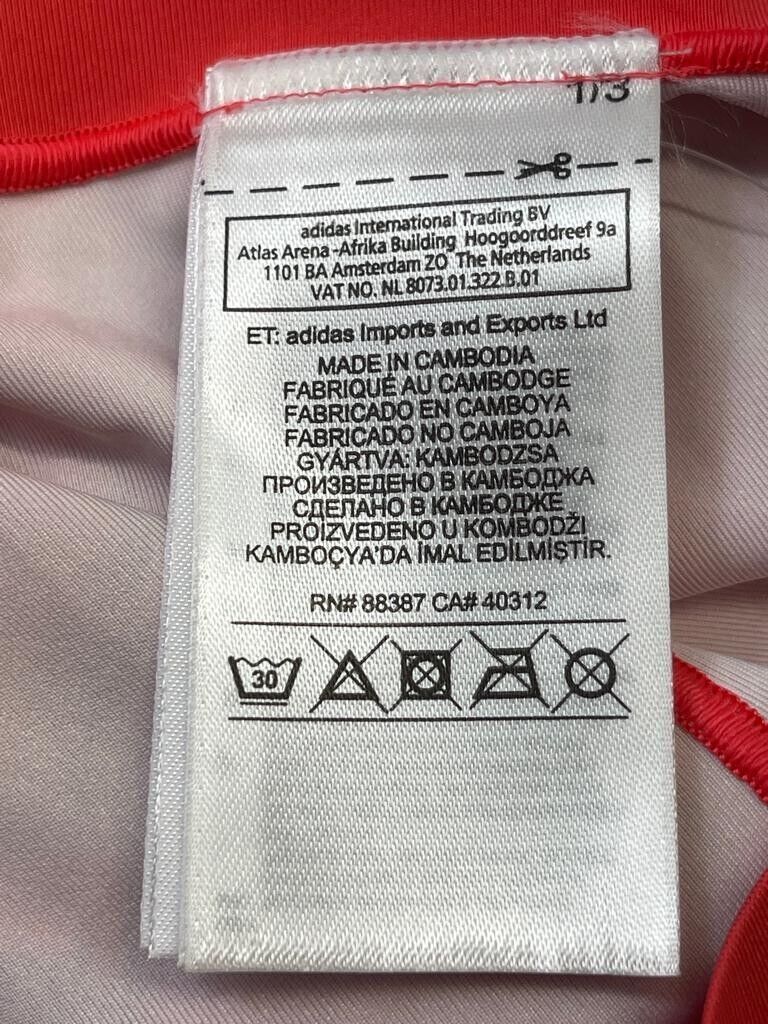 1/3
adidas International Trading BV
Atlas Arena -Afrika Building Hoogoorddreef 9a
1101 BA Amsterdam ZO The Netherlands
VAT NO. NL 8073.01.322.B.01
ET: adidas Imports and Exports Ltd
MADE IN CAMBODIA
FABRIQUÉ AU CAMBODGE
FABRICADO EN CAMBOYA
FABRICADO NO CAMBOJA
GYÁRTVA: KAMBODZSA
ПРОИЗВЕДЕНО В КАМБОДЖА
СДЕЛАНО В КАМБОДЖЕ
PROIZVEDENO U KOMBODŽI
KAMBOÇYA'DA İMAL EDİLMİŞTİR.
RN# 88387 CA# 40312
30